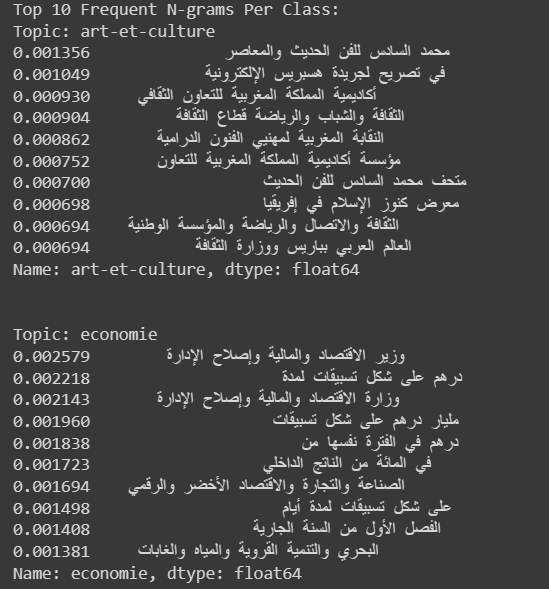 Top 10 Frequent N-grams Per Class:
Topic: art-et-culture
0.001356 محمد السادس للفن الحديث والمعاصر
0.001049 في تصريح لجريدة هسبريس الإلكترونية
0.000930 أكاديمية المملكة المغربية للتعاون الثقافي
0.000904 الثقافة والشباب والرياضة قطاع الثقافة
0.000862 النقابة المغربية لمهنيي الفنون الدرامية
0.000752 مؤسسة أكاديمية المملكة المغربية للتعاون
0.000700 متحف محمد السادس للفن الحديث
0.000698 معرض كنوز الإسلام في إفريقيا
0.000694 الثقافة والاتصال والرياضة والمؤسسة الوطنية
0.000694 العالم العربي بباريس ووزارة الثقافة
Name: art-et-culture, dtype: float64
Topic: economie
0.002579 وزير الاقتصاد والمالية وإصلاح الإدارة
0.002218 درهم على شكل تسبيقات لمدة
0.002143 وزارة الاقتصاد والمالية وإصلاح الإدارة
0.001960 مليار درهم على شكل تسبيقات
0.001838 درهم في الفترة نفسها من
0.001723 في المائة من الناتج الداخلي
0.001694 الصناعة والتجارة والاقتصاد الأخضر والرقمي
0.001498 على شكل تسبيقات لمدة أيام
0.001408 الفصل الأول من السنة الجارية
0.001381 البحري والتنمية القروية والمياه والغابات
Name: economie, dtype: float64